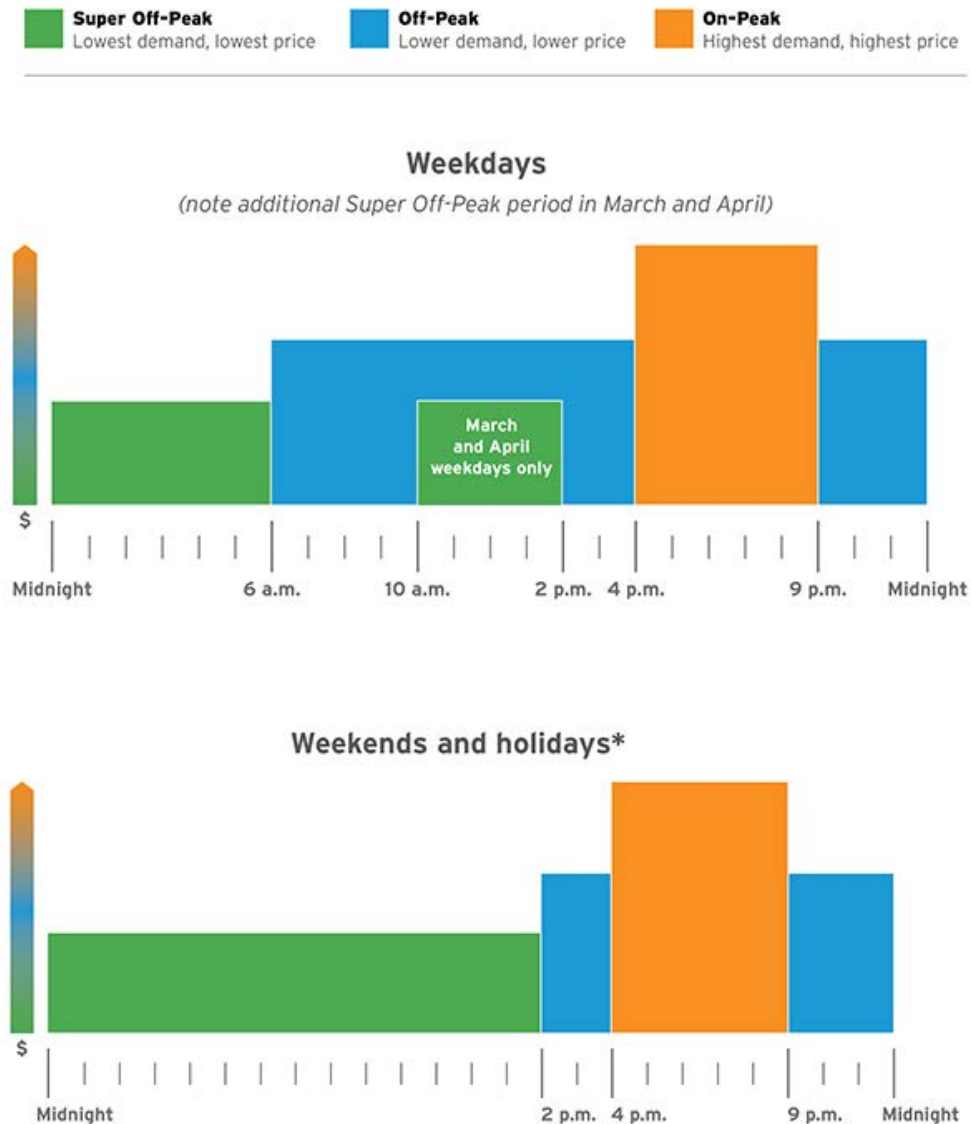 Super Off-Peak
Lowest demand, lowest price
Off-Peak
Lower demand, lower price
On-Peak
Highest demand, highest price
Weekdays
(note additional Super Off-Peak period in March and April)
March
and April
weekdays only
$
Midnight 6 a.m. 10 a.m. 2 p.m. 4 p.m. 9 p.m. Midnight
Weekends and holidays*
$
Midnight 2 p.m. 4 p.m. 9 p.m. Midnight